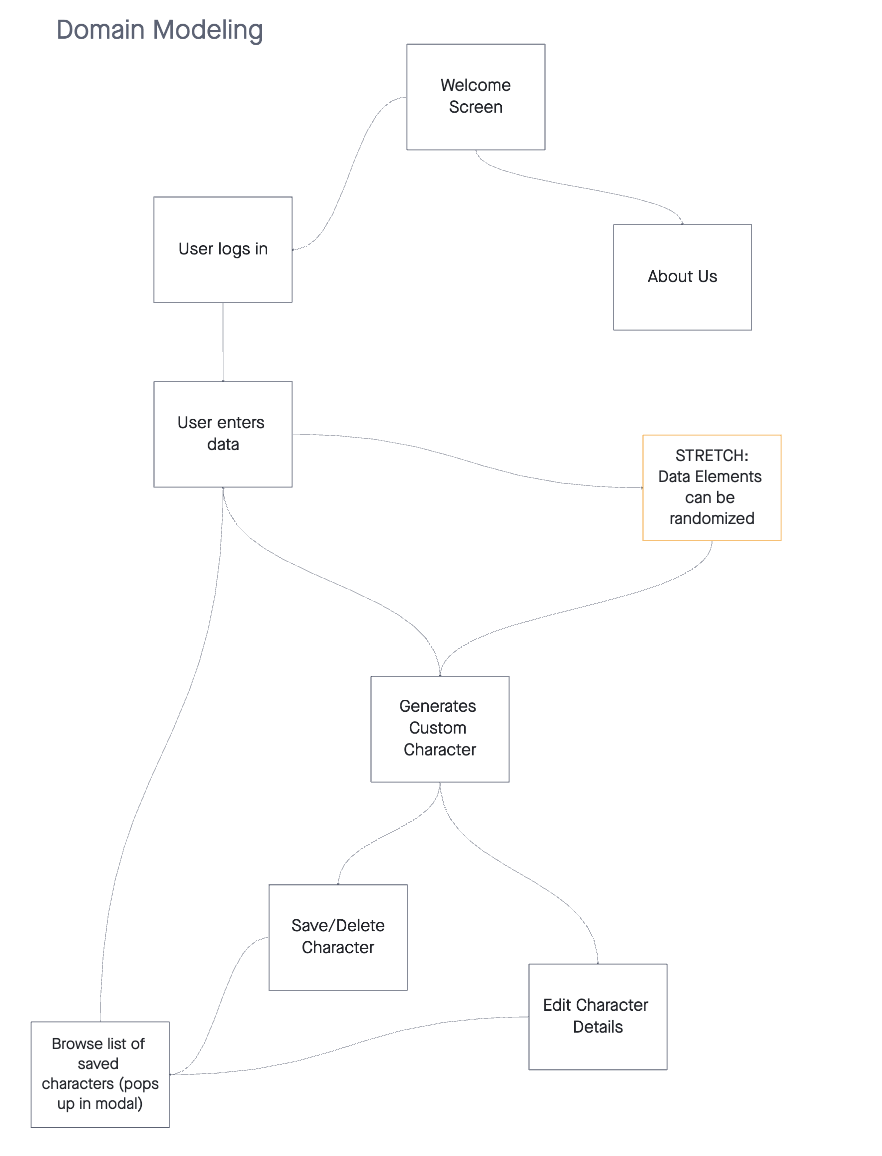 Domain Modeling
Welcome
Screen
User logs in
About Us
User enters
data
STRETCH:
Data Elements
can be
randomized
Generates
Custom
Character
Save/Delete
Character
Edit Character
Details
Browse list of
saved
characters (pops
up in modal)